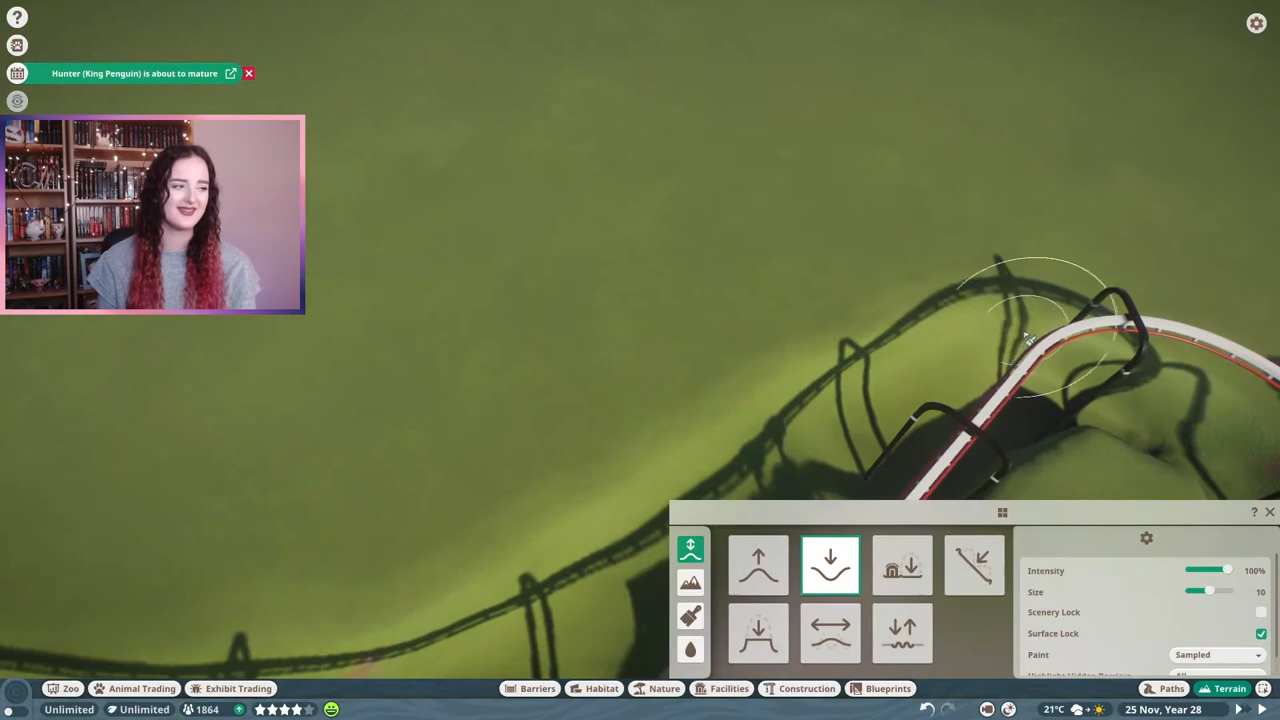 ?
Hunter (King Penguin) is about to mature
?
Intensity 100%
Size 10
Scenery Lock
Surface Lock
Paint Sampled
Zoo Animal Trading Exhibit Trading Barriers Habitat Nature Facilities Construction Blueprints Paths Terrain
Unlimited Unlimited 1864 21°C 25 Nov, Year 28